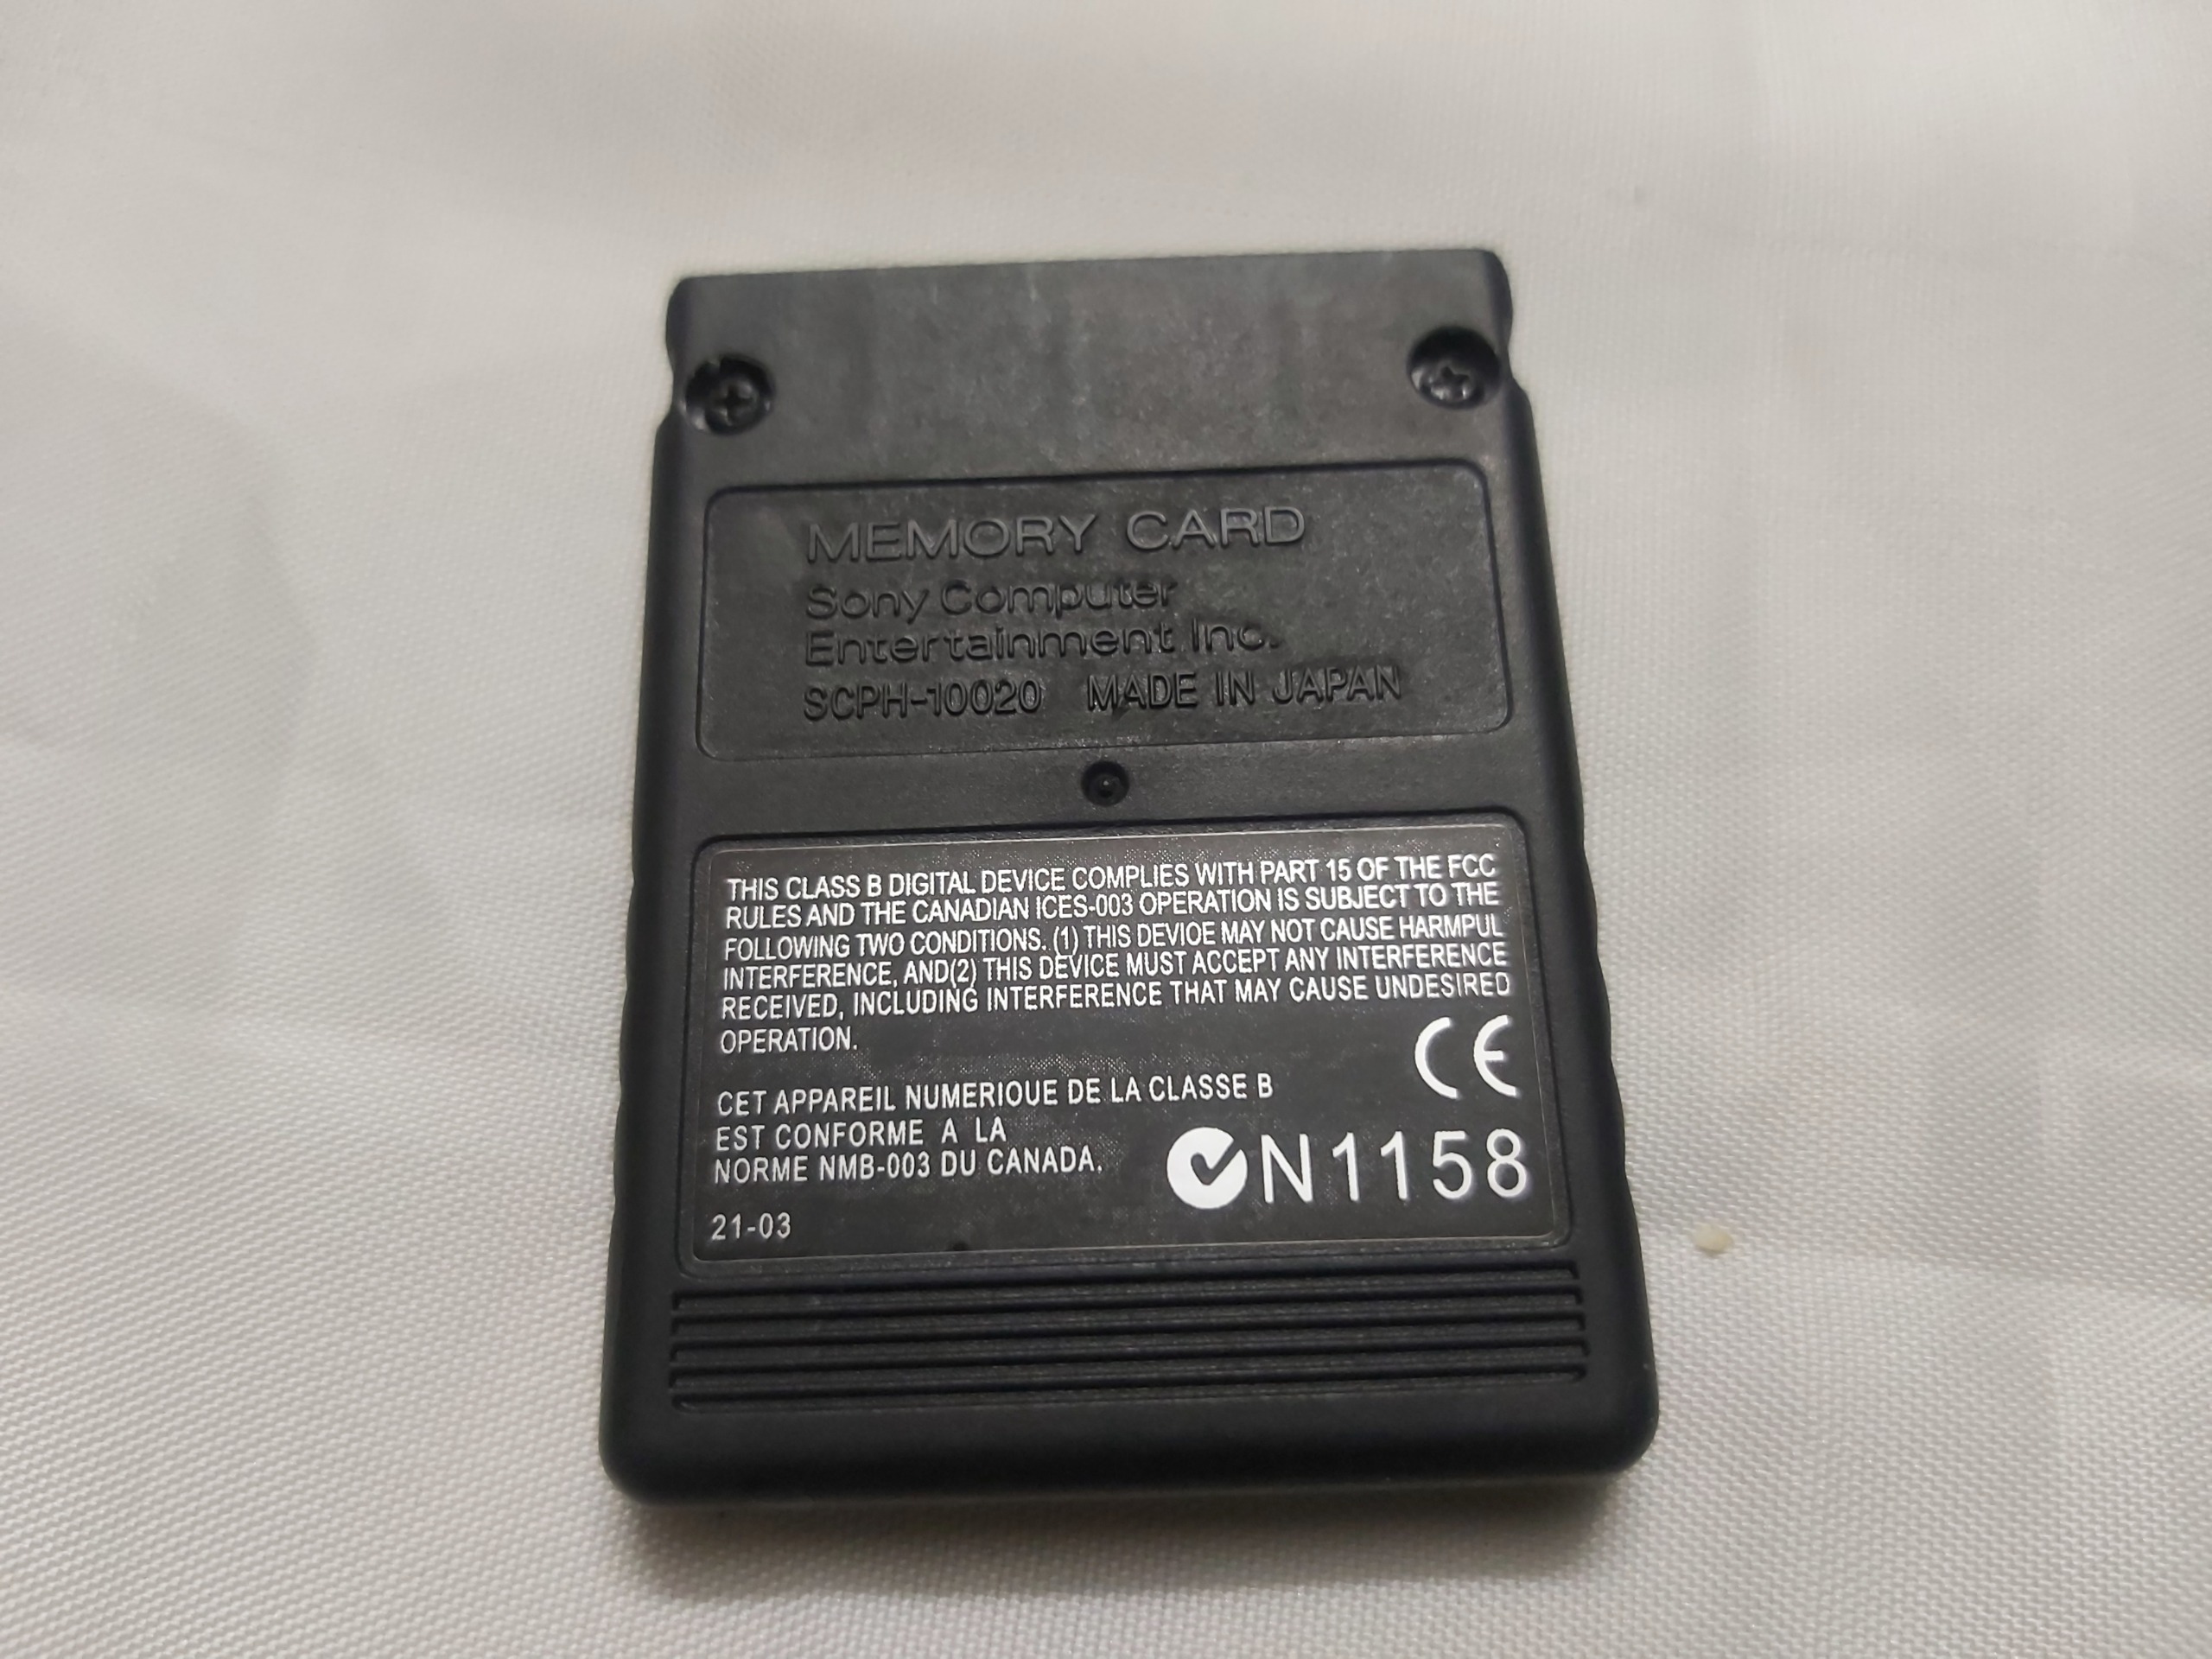 MEMORY CARD
Sony Computer
Entertainment Inc.
SCPH-10020 MADE IN JAPAN
THIS CLASS B DIGITAL DEVICE COMPLIES WITH PART 15 OF THE FCC
RULES AND THE CANADIAN ICES-003 OPERATION IS SUBJECT TO THE
FOLLOWING TWO CONDITIONS. (1) THIS DEVIOE MAY NOT CAUSE HARMPUL
INTERFERENCE, AND(2) THIS DEVICE MUST ACCEPT ANY INTERFERENCE
RECEIVED, INCLUDING INTERFERENCE THAT MAY CAUSE UNDESIRED
OPERATION.
CE
CET APPAREIL NUMERIOUE DE LA CLASSE B
EST CONFORME A LA
NORME NMB-003 DU CANADA.
N1158
21-03